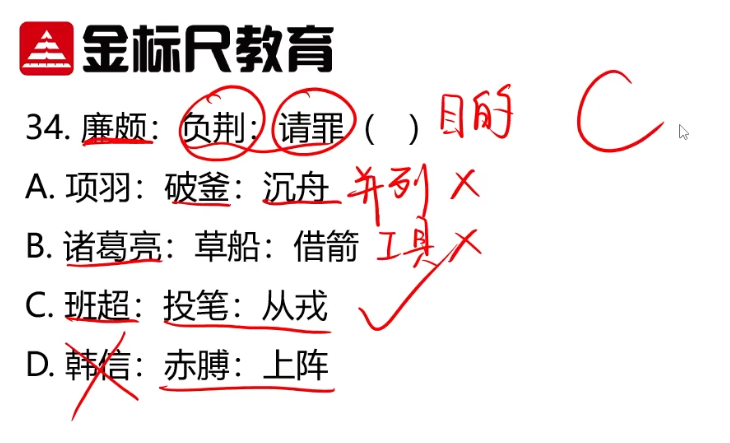 金标尺教育
34. 廉颇：负荆：请罪（ ）目的 C
A. 项羽：破釜：沉舟 并列 ×
B. 诸葛亮：草船：借箭 工具 ×
C. 班超：投笔：从戎 ✓
D. 韩信：赤膊：上阵